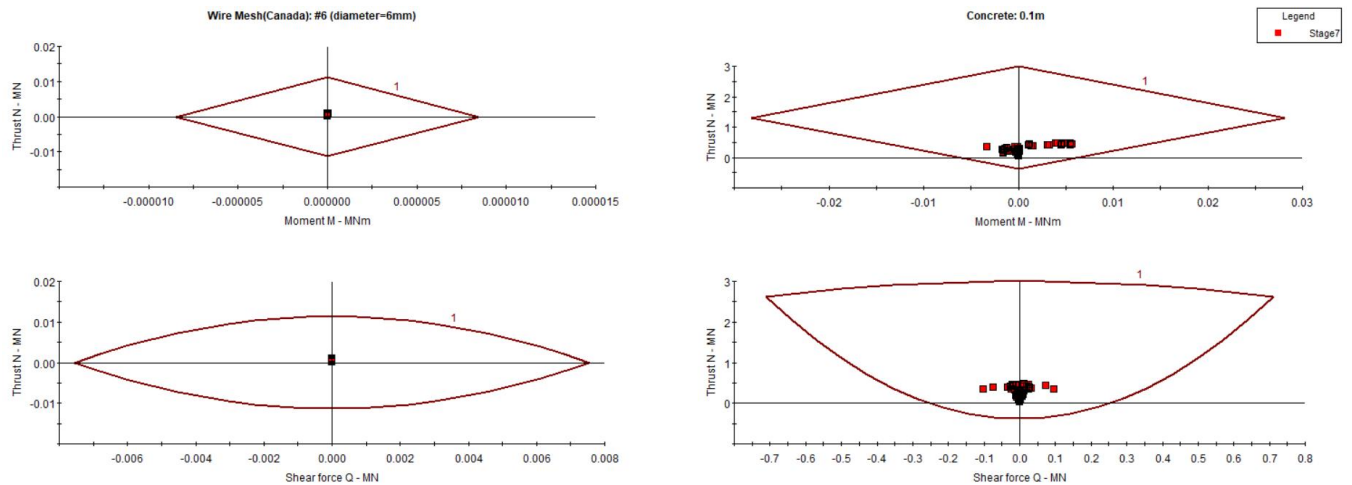 Wire Mesh(Canada): #6 (diameter=6mm)
Concrete: 0.1m
Legend
Stage7
Thrust N - MN
0.02
0.01
0.00
-0.01
1
-0.000010 -0.000005 0.000000 0.000005 0.000010 0.000015
Moment M - MNm
Thrust N - MN
3
2
1
0
1
-0.02 -0.01 0.00 0.01 0.02 0.03
Moment M - MNm
Thrust N - MN
0.02
0.01
0.00
-0.01
1
-0.006 -0.004 -0.002 0.000 0.002 0.004 0.006 0.008
Shear force Q - MN
Thrust N - MN
3
2
1
0
1
-0.7 -0.6 -0.5 -0.4 -0.3 -0.2 -0.1 0.0 0.1 0.2 0.3 0.4 0.5 0.6 0.7 0.8
Shear force Q - MN